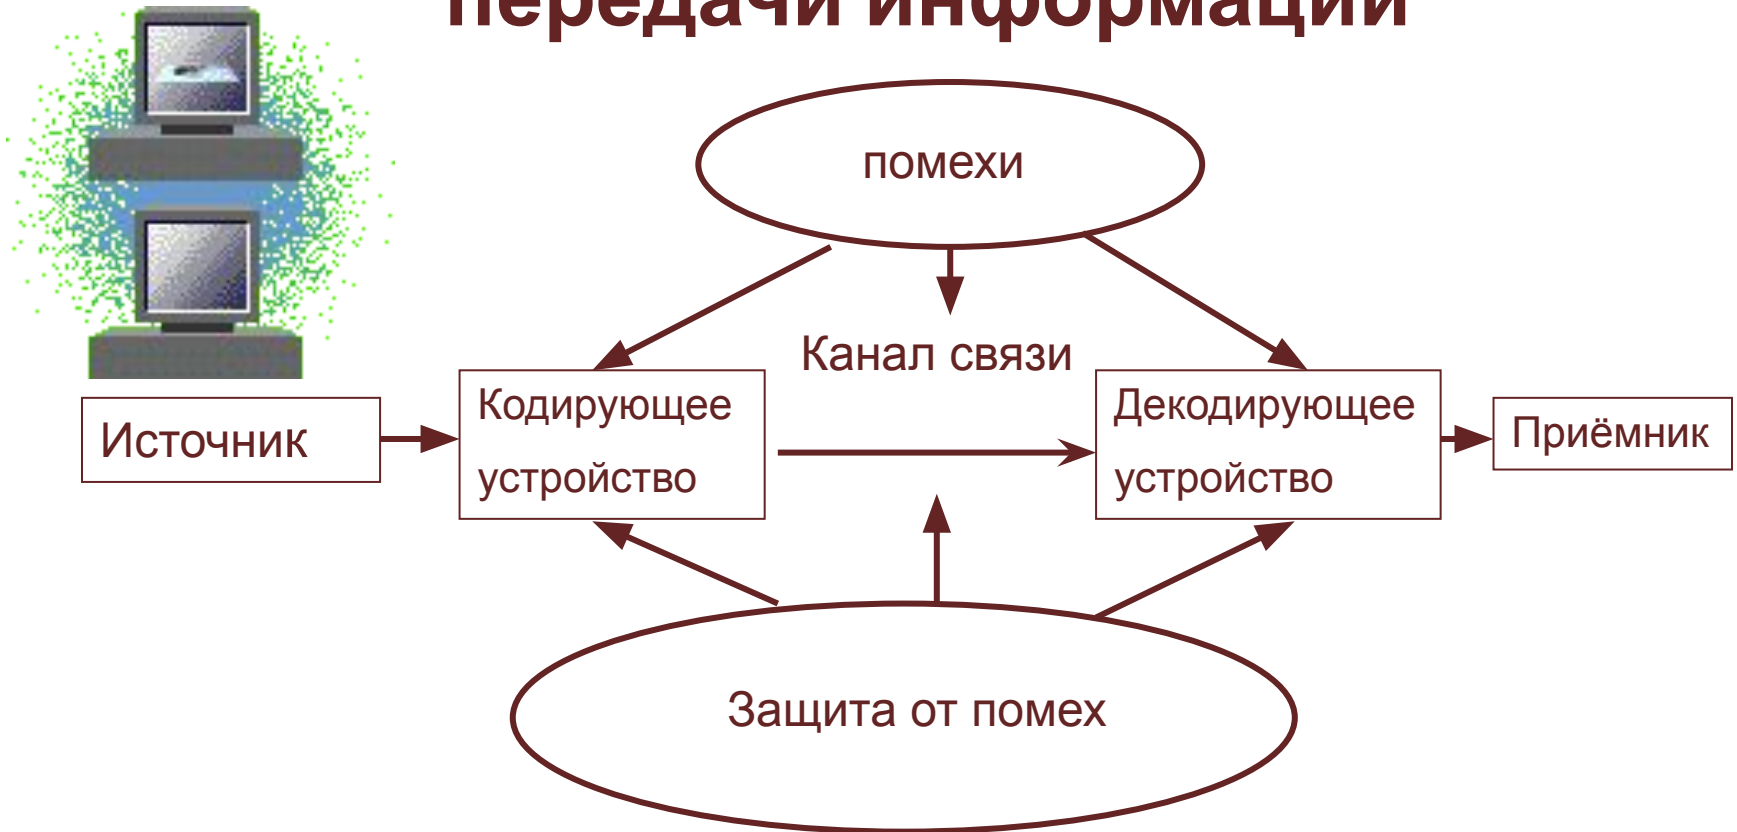 передачи информации
помехи
Канал связи
Источник
Кодирующее
устройство
Декодирующее
устройство
Приёмник
Защита от помех